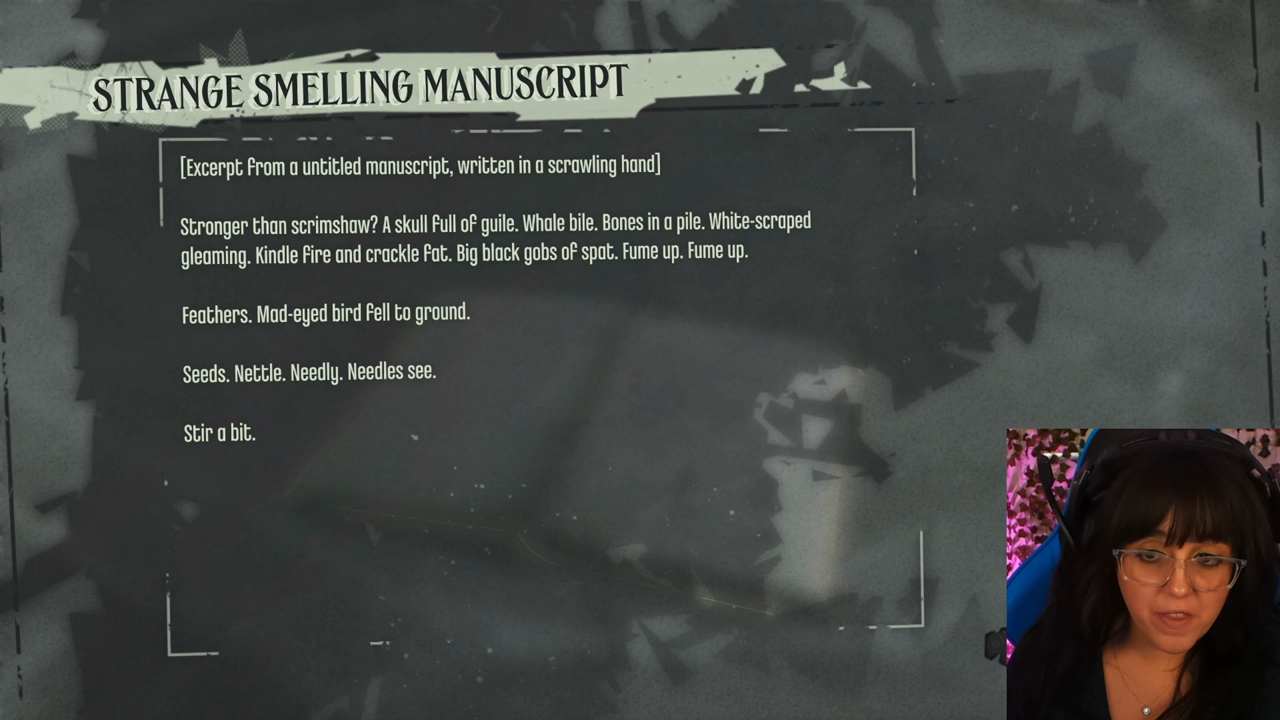 STRANGE SMELLING MANUSCRIPT
[Excerpt from a untitled manuscript, written in a scrawling hand]
Stronger than scrimshaw? A skull full of guile. Whale bile. Bones in a pile. White-scraped
gleaming. Kindle fire and crackle fat. Big black gobs of spat. Fume up. Fume up.
Feathers. Mad-eyed bird fell to ground.
Seeds. Nettle. Needly. Needles see.
Stir a bit.